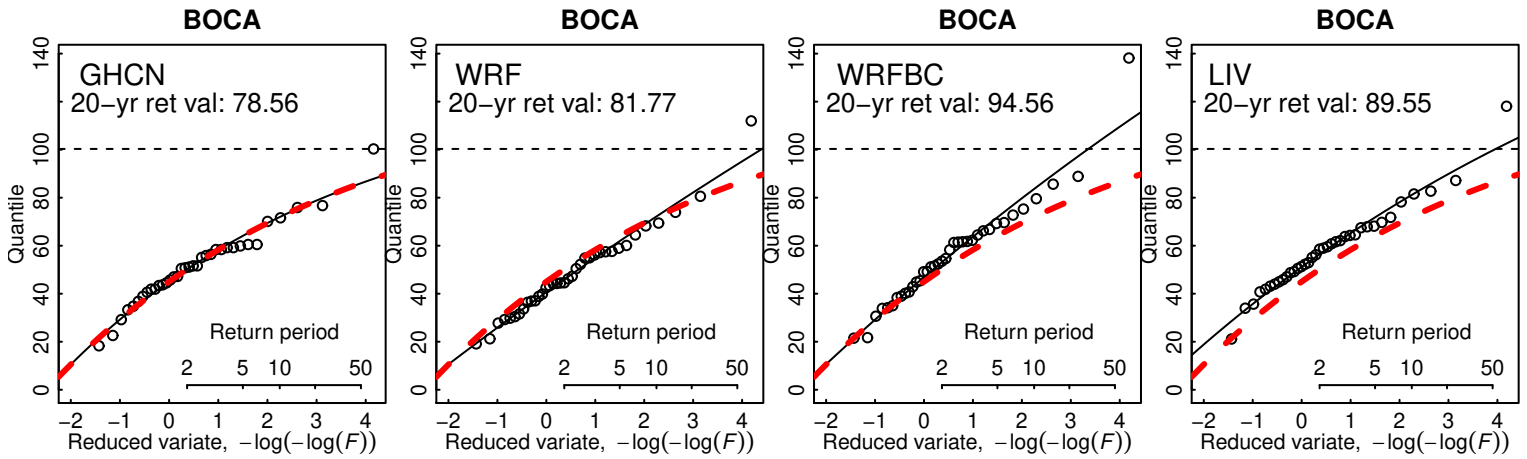 BOCA
GHCN
20−yr ret val: 78.56
Quantile
0 20 40 60 80 100 140
Return period
2 5 10 50
−2 −1 0 1 2 3 4
Reduced variate, −log(−log(F))
BOCA
WRF
20−yr ret val: 81.77
Quantile
0 20 40 60 80 100 140
Return period
2 5 10 50
−2 −1 0 1 2 3 4
Reduced variate, −log(−log(F))
BOCA
WRFBC
20−yr ret val: 94.56
Quantile
0 20 40 60 80 100 140
Return period
2 5 10 50
−2 −1 0 1 2 3 4
Reduced variate, −log(−log(F))
BOCA
LIV
20−yr ret val: 89.55
Quantile
0 20 40 60 80 100 140
Return period
2 5 10 50
−2 −1 0 1 2 3 4
Reduced variate, −log(−log(F))